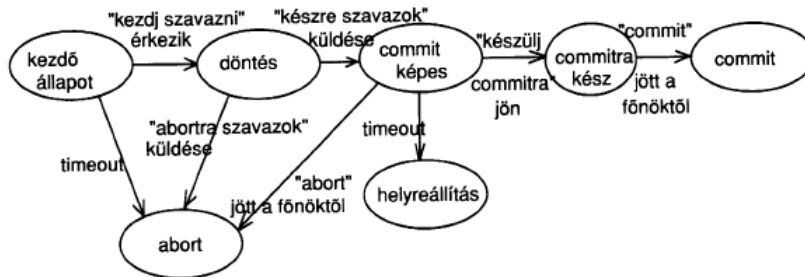 "kezdj szavazni"
érkezik
"készre szavazok"
küldése
kezdő
állapot
döntés
commit
képes
"készülj
commitra"
jön
commitra
kész
"commit"
jött a
főnöktől
commit
timeout
"abortra szavazok"
küldése
"abort"
jött a főnöktől
timeout
helyreállítás
abort